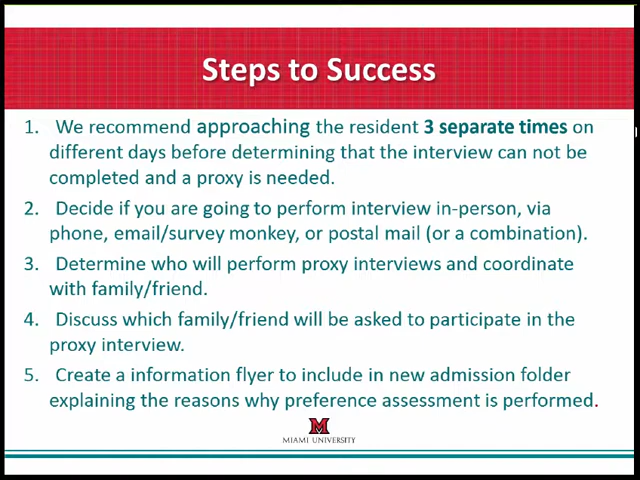 Steps to Success
1. We recommend approaching the resident 3 separate times on
different days before determining that the interview can not be
completed and a proxy is needed.
2. Decide if you are going to perform interview in-person, via
phone, email/survey monkey, or postal mail (or a combination).
3. Determine who will perform proxy interviews and coordinate
with family/friend.
4. Discuss which family/friend will be asked to participate in the
proxy interview.
5. Create a information flyer to include in new admission folder
explaining the reasons why preference assessment is performed.
M
MIAMI UNIVERSITY